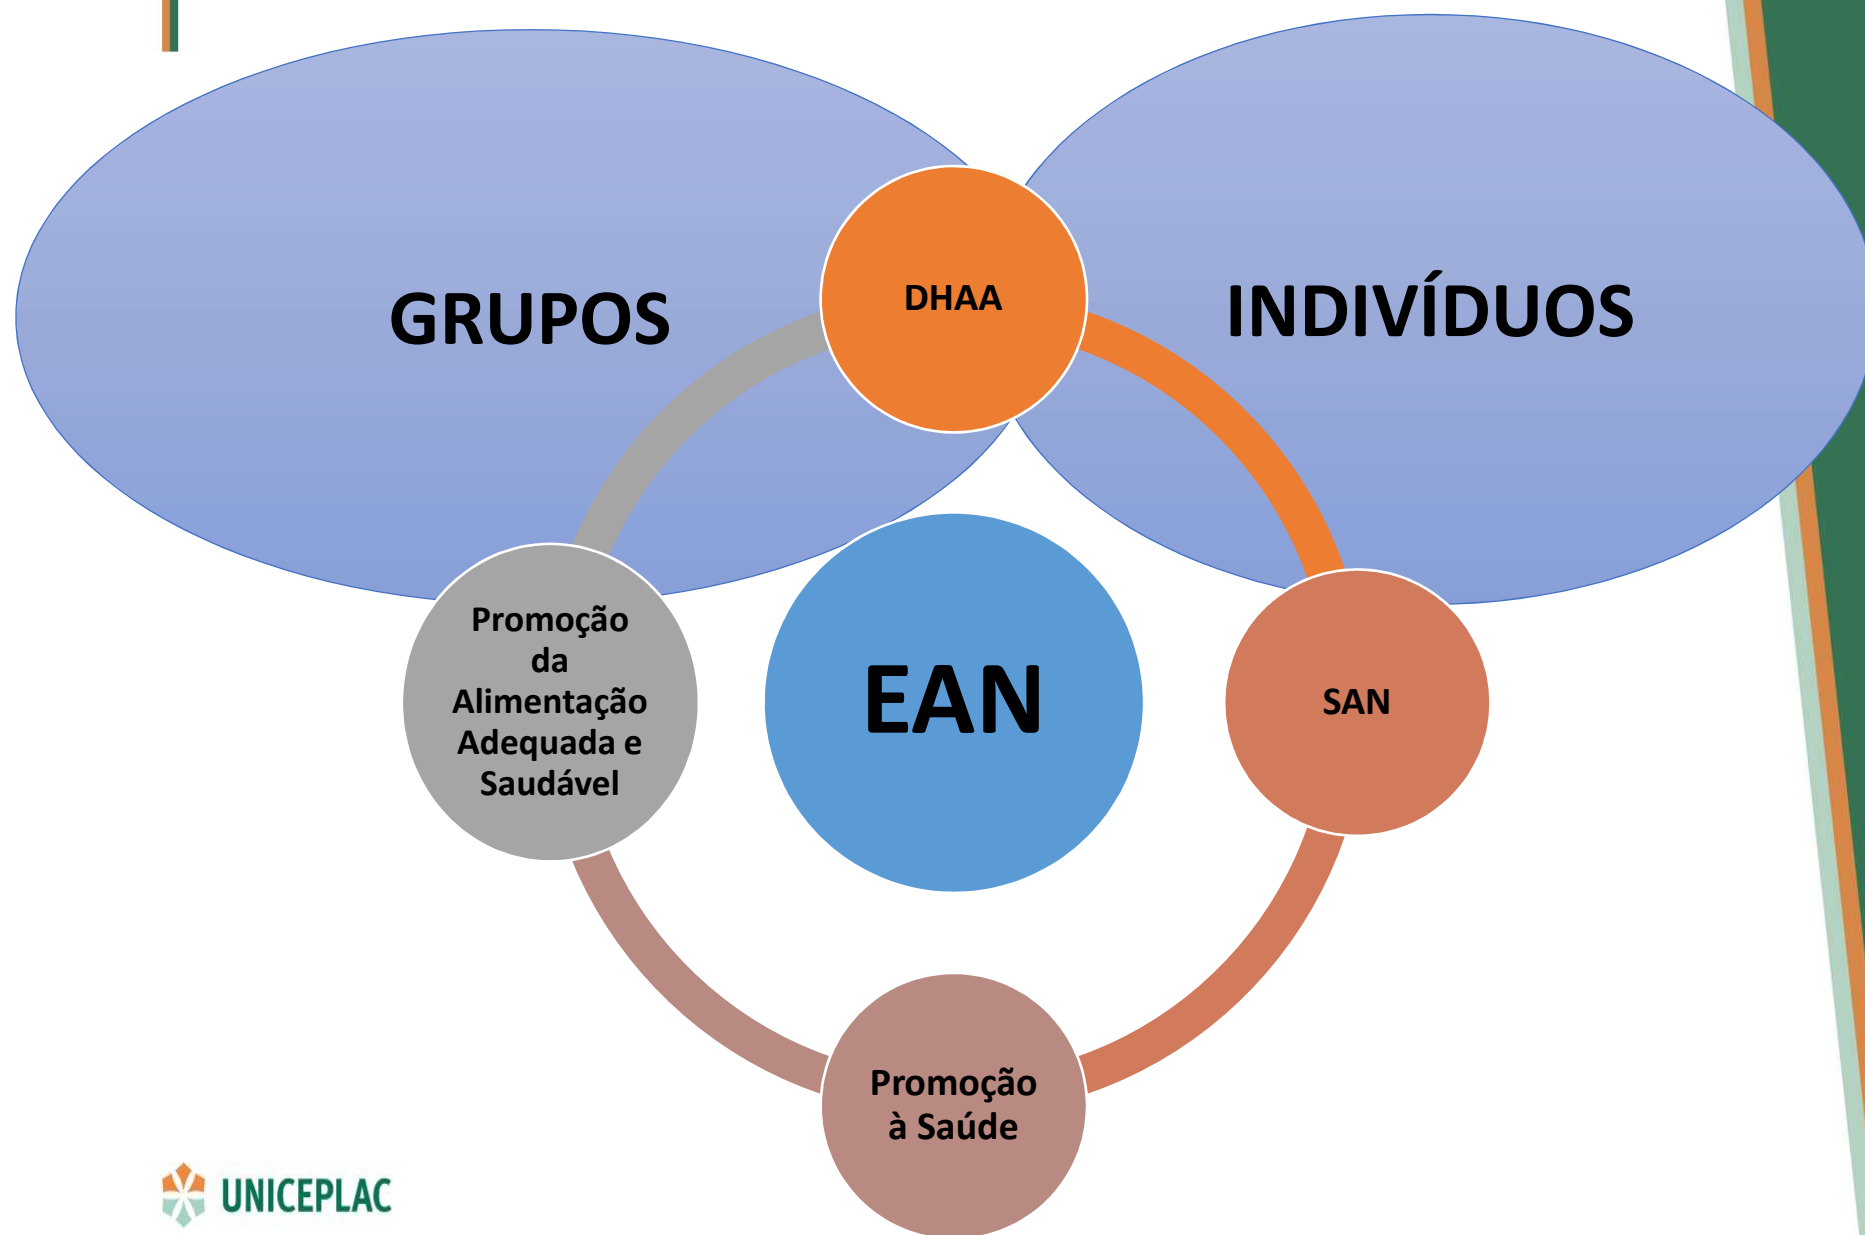 GRUPOS
DHAA
INDIVÍDUOS
Promoção
da
Alimentação
Adequada e
Saudável
EAN
SAN
Promoção
à Saúde
UNICEPLAC